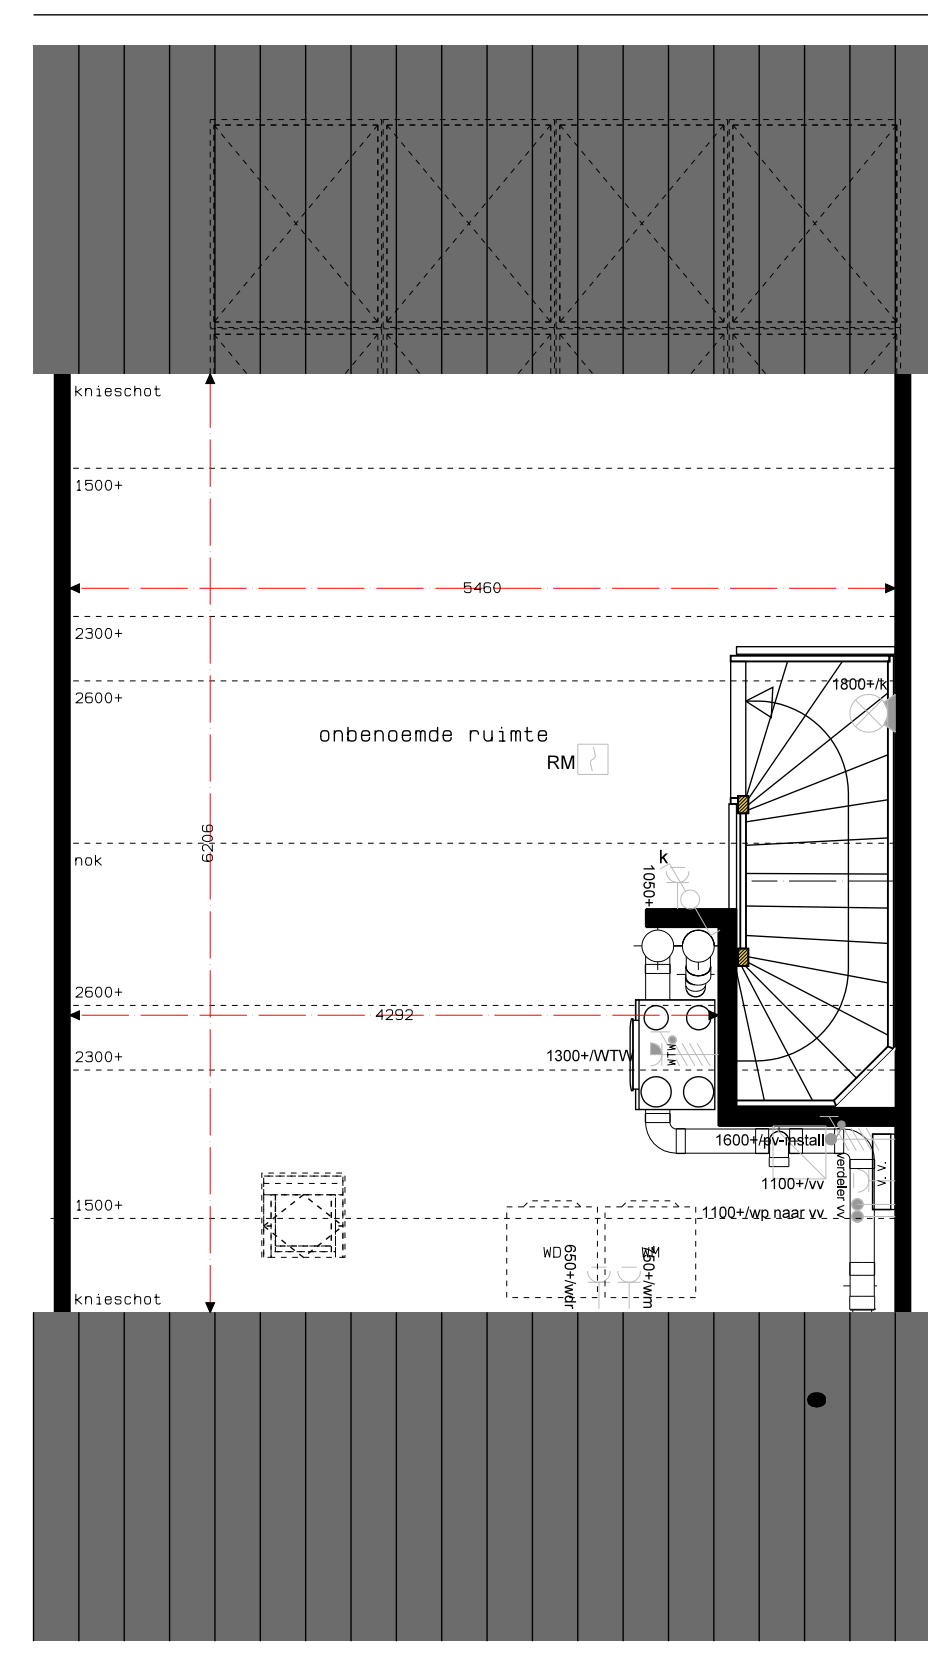 knieschot
1500+
5460
2300+
2600+
1800+/k
onbenoemde ruimte
RM
6206
nok
k
1050+
2600+
4292
2300+
1300+/WTW
WTW
1600+/pv-install
verdeler vv
1100+/vv
1500+
1100+/wp naar vv
WD
650+/wdr
WM
650+/wm
knieschot